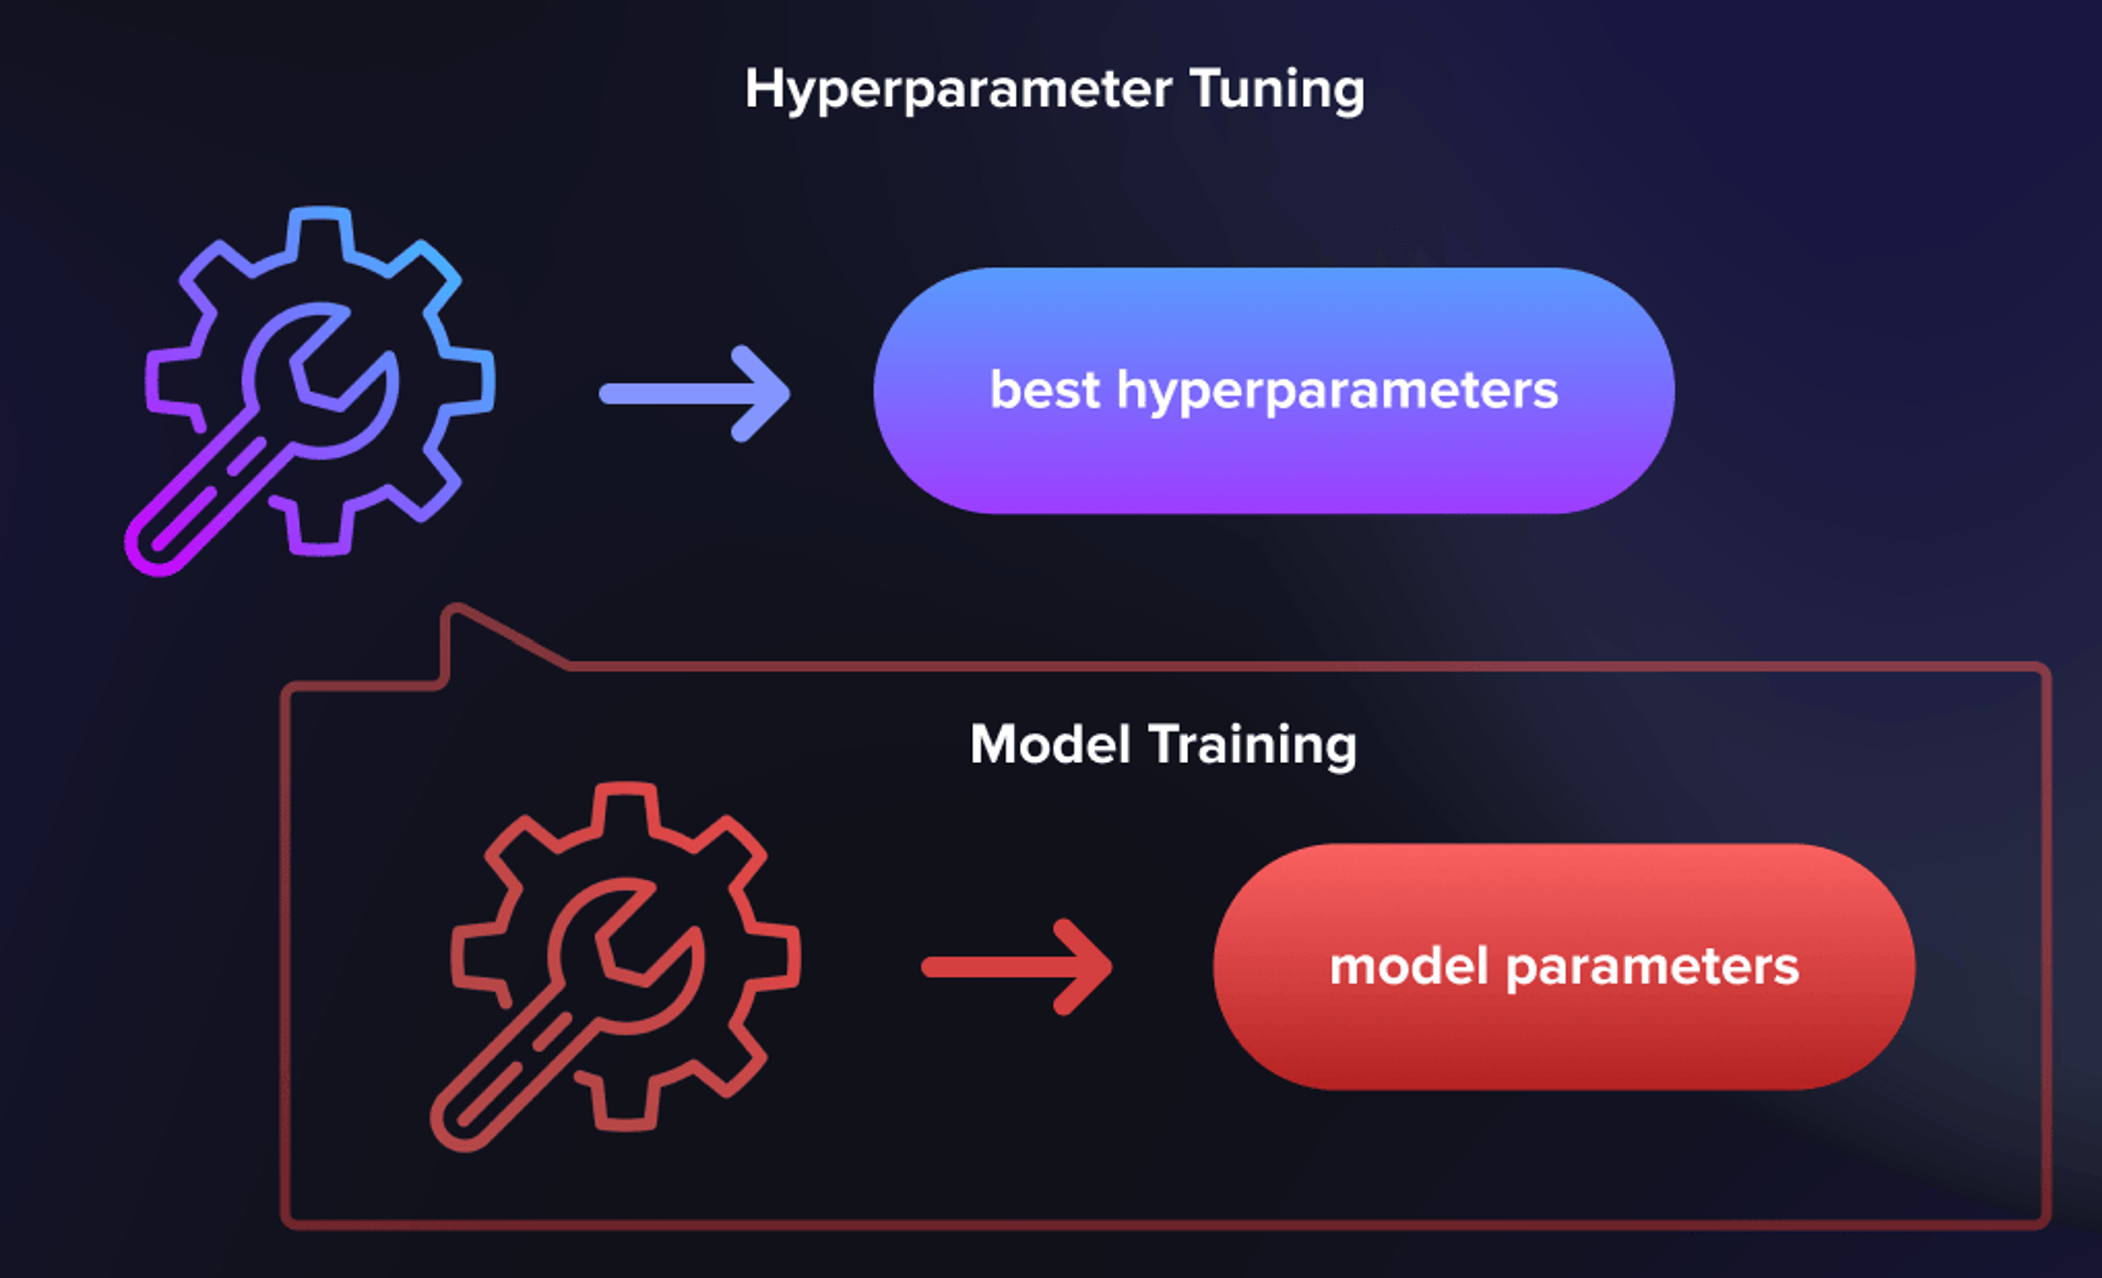 Hyperparameter Tuning
best hyperparameters
Model Training
model parameters